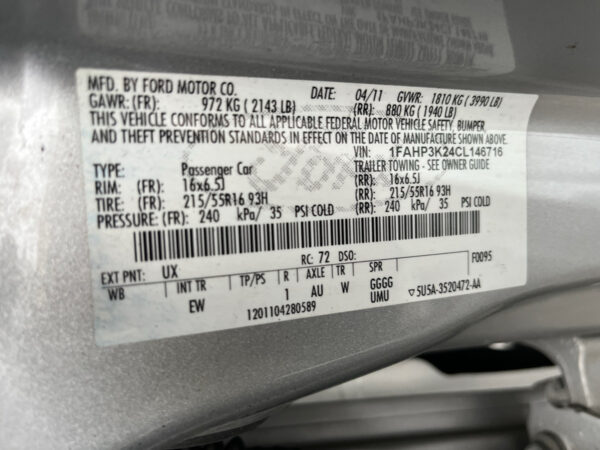 MFD. BY FORD MOTOR CO. DATE: 04/11 GVWR: 1810 KG ( 3990 LB)
GAWR: (FR): 972 KG ( 2143 LB) (RR): 880 KG ( 1940 LB)
THIS VEHICLE CONFORMS TO ALL APPLICABLE FEDERAL MOTOR VEHICLE SAFETY, BUMPER,
AND THEFT PREVENTION STANDARDS IN EFFECT ON THE DATE OF MANUFACTURE SHOWN ABOVE.
VIN: 1FAHP3K24CL146716
TYPE: Passenger Car TRAILER TOWING - SEE OWNER GUIDE
RIM: (FR): 16x6.5J (RR): 16x6.5J
TIRE: (FR): 215/55R16 93H (RR): 215/55R16 93H
PRESSURE: (FR): 240 kPa/ 35 PSI COLD (RR): 240 kPa/ 35 PSI COLD
RC: 72 DSO: F0095
EXT PNT: UX
WB INT TR TP/PS R AXLE TR SPR
EW 1 AU W GGGG
UMU ▽5U5A-3520472-AA
1201104280589